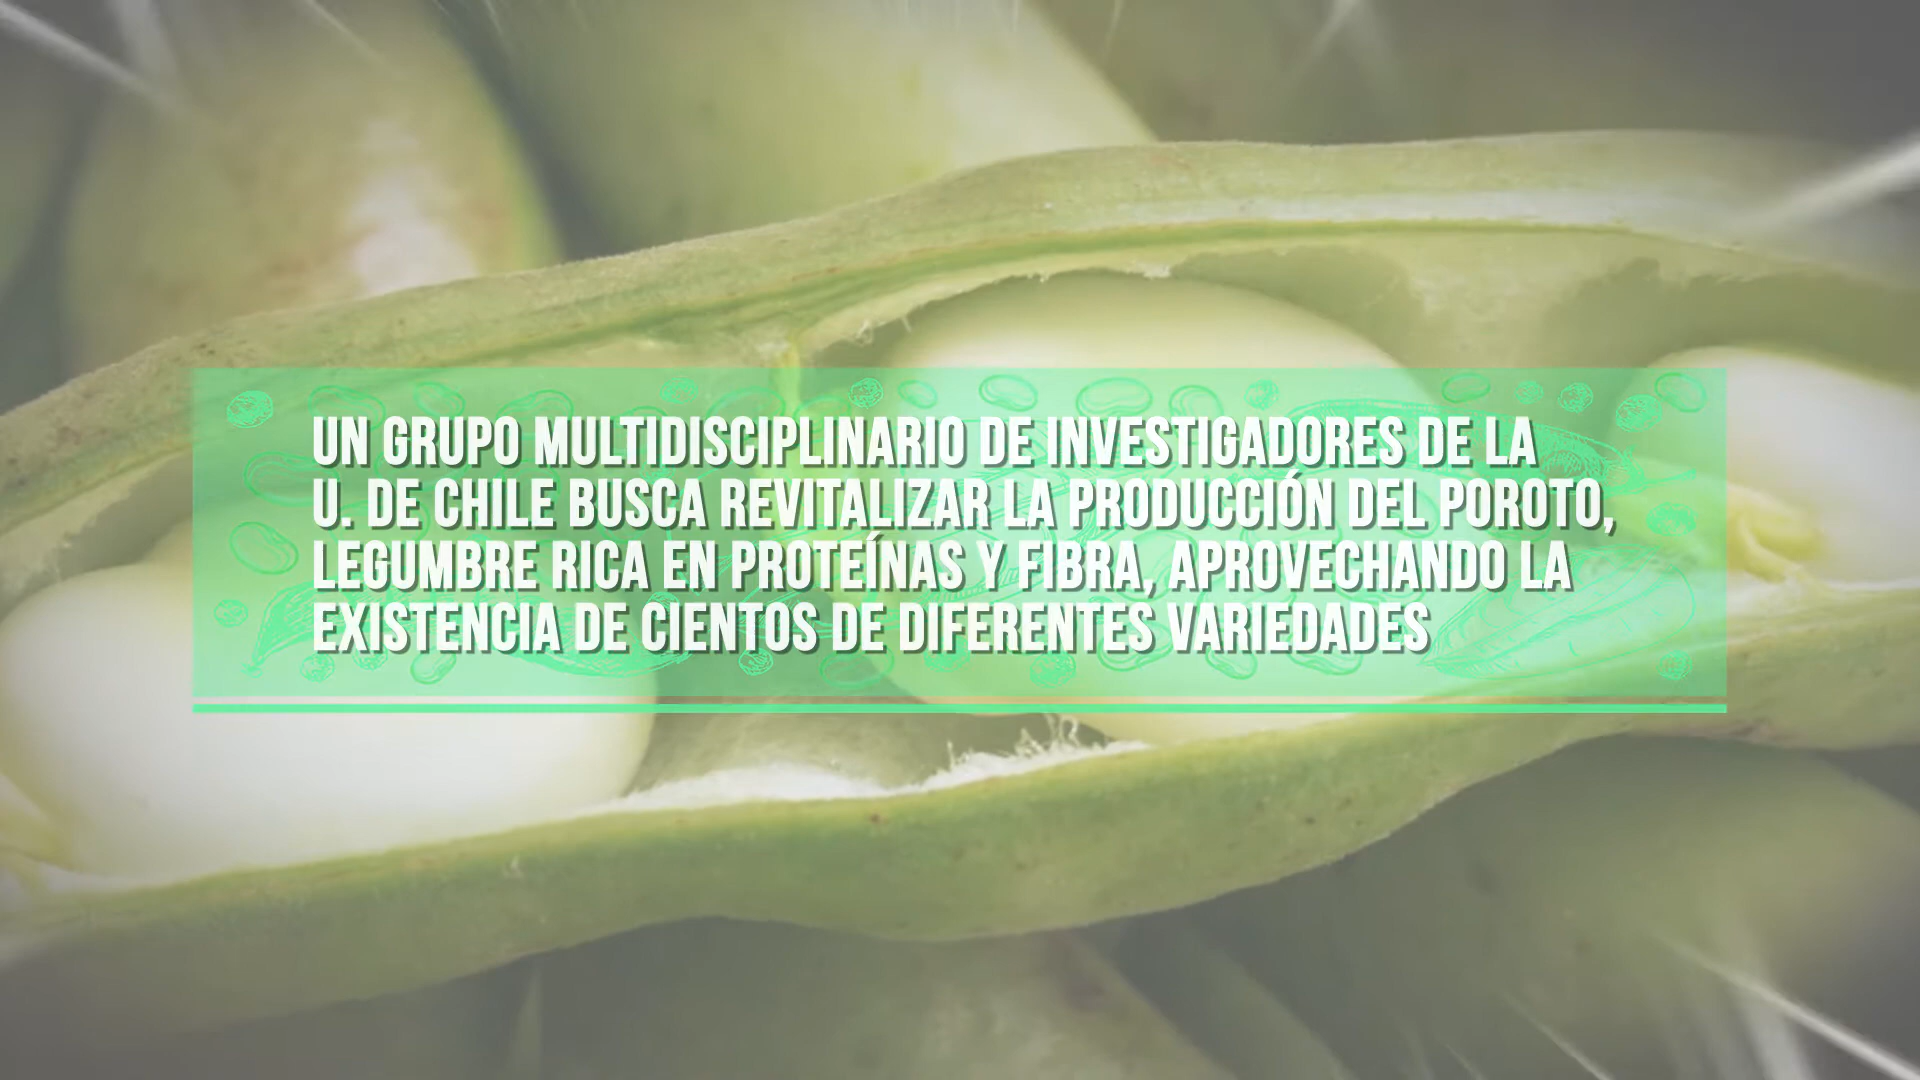 UN GRUPO MULTIDISCIPLINARIO DE INVESTIGADORES DE LA
U. DE CHILE BUSCA REVITALIZAR LA PRODUCCIÓN DEL POROTO,
LEGUMBRE RICA EN PROTEÍNAS Y FIBRA, APROVECHANDO LA
EXISTENCIA DE CIENTOS DE DIFERENTES VARIEDADES